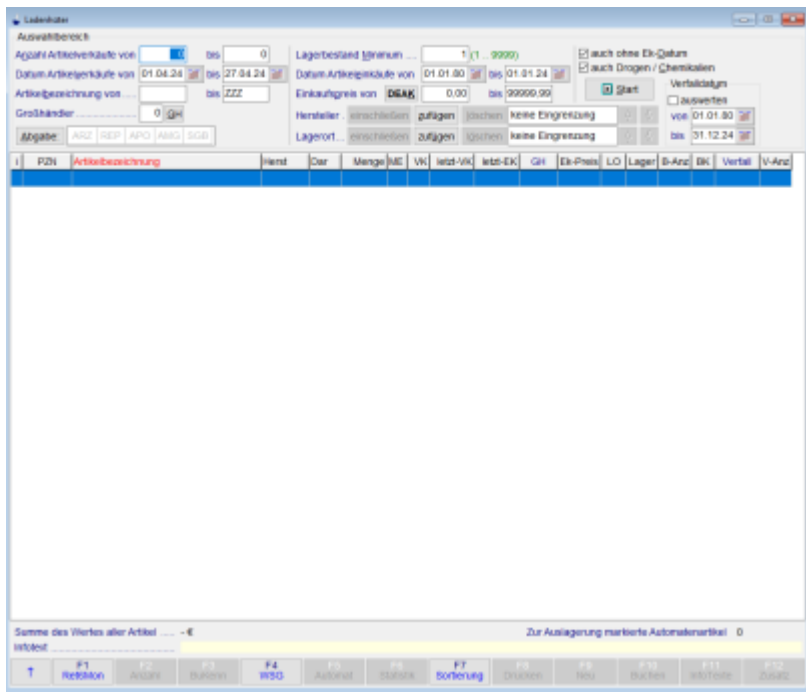 Ladenhüter
Auswahlbereich
Anzahl Artikelverkäufe von 0 bis 0 Lagerbestand Minimum .... 1 (1 .. 9999) auch ohne Ek-Datum
Datum Artikelverkäufe von 01.04.24 bis 27.04.24 Datum Artikeleinkäufe von 01.01.80 bis 01.01.24 auch Drogen / Chemikalien
Artikelbezeichnung von .... bis ZZZ Einkaufspreis von DEAK 0,00 bis 99999,99 Start Verfalldatum
auswerten
Großhändler ................... 0 GH Hersteller . einschließen zufügen löschen keine Eingrenzung von 01.01.80
Abgabe: ARZ REP APO AMG SGB Lagerort... einschließen zufügen löschen keine Eingrenzung bis 31.12.24
! PZN Artikelbezeichnung Herst Dar Menge ME VK letzt-VK letzt-EK GH Ek-Preis LO Lager B-Anz BK Verfall V-Anz
Summe des Wertes aller Artikel ..... - € Zur Auslagerung markierte Automatenartikel 0
Infotext ................................
↑ F1 F2 F3 F4 F5 F6 F7 F8 F9 F10 F11 F12
Anzahl WSG Automat Statistik Sortierung Drucken Neu Buchen InfoTexte Zusatz